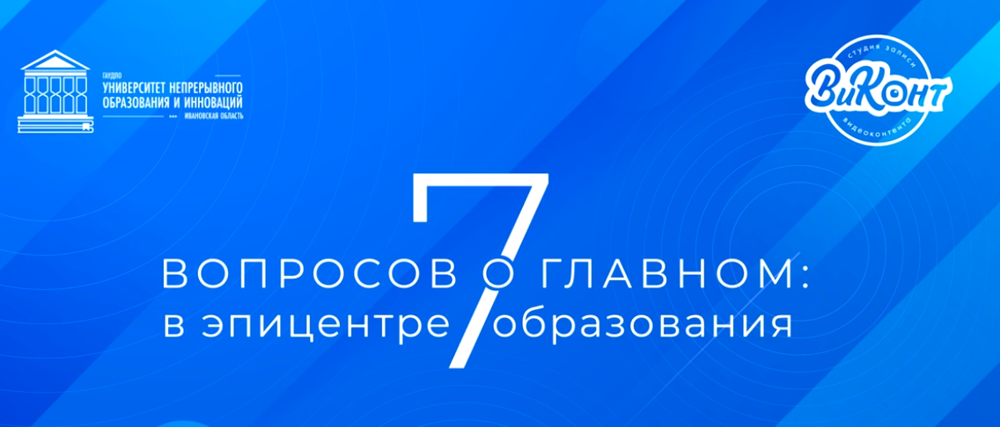 ГАУДПО
УНИВЕРСИТЕТ НЕПРЕРЫВНОГО
ОБРАЗОВАНИЯ И ИННОВАЦИЙ
ИВАНОВСКАЯ ОБЛАСТЬ
студия записи
ВиКонт
видеоконтента
7
ВОПРОСОВ О ГЛАВНОМ:
в эпицентре образования